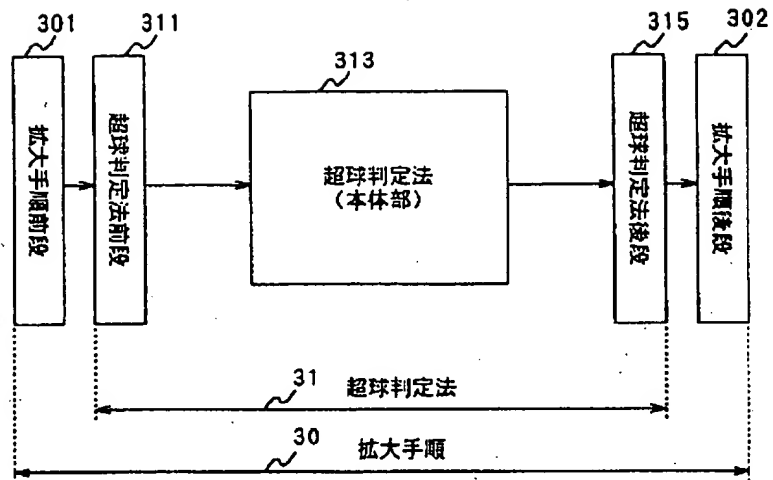 301
311
313
315
302
拡大手順前段
超球判定法前段
超球判定法
(本体部)
超球判定法後段
拡大手順後段
31
超球判定法
30
拡大手順